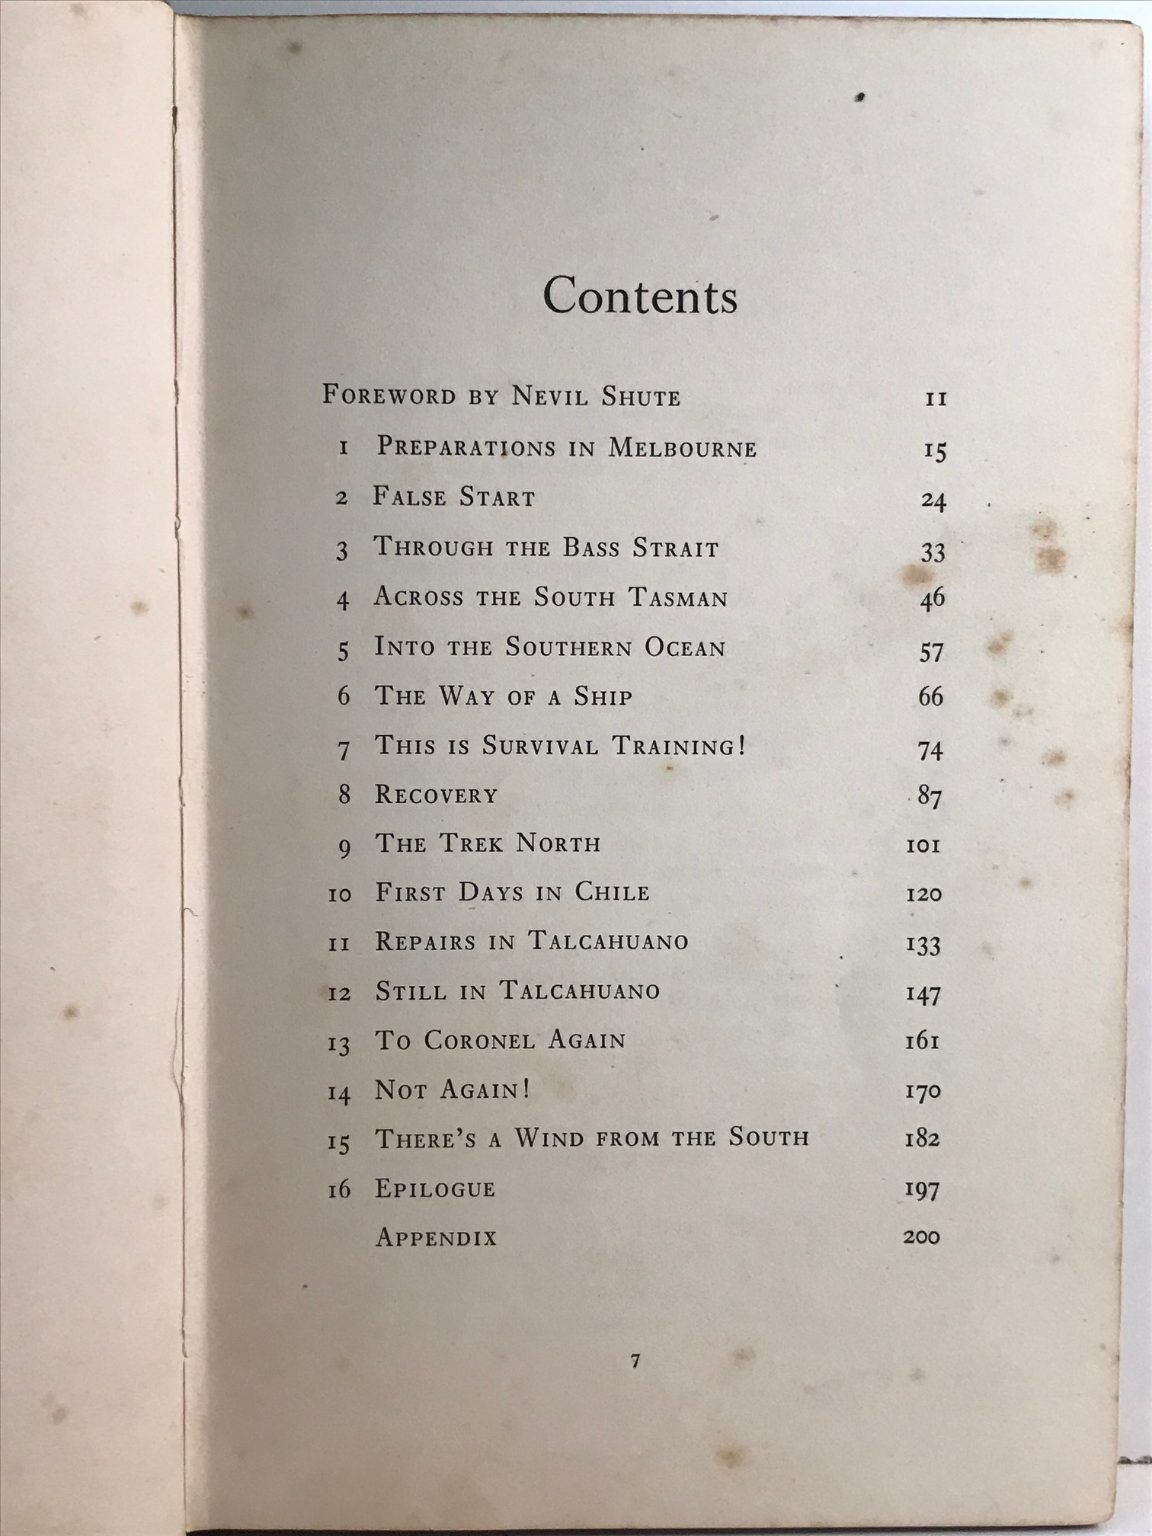 Contents
Foreword by Nevil Shute 11
1 Preparations in Melbourne 15
2 False Start 24
3 Through the Bass Strait 33
4 Across the South Tasman 46
5 Into the Southern Ocean 57
6 The Way of a Ship 66
7 This is Survival Training! 74
8 Recovery 87
9 The Trek North 101
10 First Days in Chile 120
11 Repairs in Talcahuano 133
12 Still in Talcahuano 147
13 To Coronel Again 161
14 Not Again! 170
15 There's a Wind from the South 182
16 Epilogue 197
Appendix 200
7